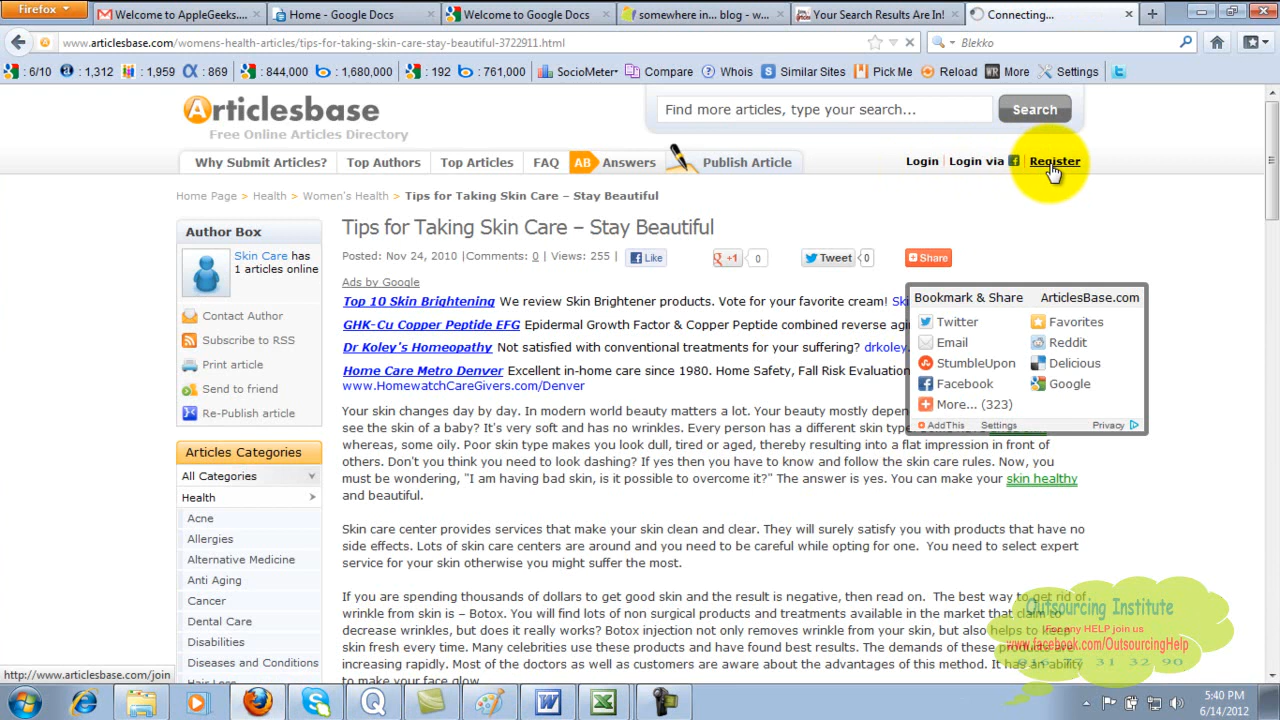 Firefox
Welcome to AppleGeeks....
Home - Google Docs
Welcome to Google Docs
somewhere in... blog - w...
Your Search Results Are In!
Connecting...
www.articlesbase.com/womens-health-articles/tips-for-taking-skin-care-stay-beautiful-3722911.html
Blekko
: 6/10 : 1,312 : 1,959 : 869 : 844,000 : 1,680,000 : 192 : 761,000 SocioMeter Compare Whois Similar Sites Pick Me Reload More Settings
Articlesbase
Free Online Articles Directory
Find more articles, type your search...
Search
Why Submit Articles? Top Authors Top Articles FAQ AB Answers Publish Article
Login Login via Register
Home Page > Health > Women's Health > Tips for Taking Skin Care – Stay Beautiful
Author Box
Skin Care has
1 articles online
Contact Author
Subscribe to RSS
Print article
Send to friend
Re-Publish article
Articles Categories
All Categories
Health
Acne
Allergies
Alternative Medicine
Anti Aging
Cancer
Dental Care
Disabilities
Diseases and Conditions
Tips for Taking Skin Care – Stay Beautiful
Posted: Nov 24, 2010 |Comments: 0 | Views: 255 |
Like
+1 0
Tweet 0
Share
Ads by Google
Top 10 Skin Brightening We review Skin Brightener products. Vote for your favorite cream!
GHK-Cu Copper Peptide EFG Epidermal Growth Factor & Copper Peptide combined reverse
Dr Koley's Homeopathy Not satisfied with conventional treatments for your suffering? drkoley.
Home Care Metro Denver Excellent in-home care since 1980. Home Safety, Fall Risk Evaluation
www.HomewatchCareGivers.com/Denver
Bookmark & Share ArticlesBase.com
Twitter Favorites
Email Reddit
StumbleUpon Delicious
Facebook Google
More... (323)
AddThis Settings Privacy
Your skin changes day by day. In modern world beauty matters a lot. Your beauty mostly
see the skin of a baby? It's very soft and has no wrinkles. Every person has a different skin
whereas, some oily. Poor skin type makes you look dull, tired or aged, thereby resulting into a flat impression in front of
others. Don't you think you need to look dashing? If yes then you have to know and follow the skin care rules. Now, you
must be wondering, "I am having bad skin, is it possible to overcome it?" The answer is yes. You can make your skin healthy
and beautiful.
Skin care center provides services that make your skin clean and clear. They will surely satisfy you with products that have no
side effects. Lots of skin care centers are around and you need to be careful while opting for one. You need to select expert
service for your skin otherwise you might suffer the most.
If you are spending thousands of dollars to get good skin and the result is negative, then read on. The best way to get rid of
wrinkle from skin is – Botox. You will find lots of non surgical products and treatments available in the market that claim to
decrease wrinkles, but does it really works? Botox injection not only removes wrinkle from your skin, but also helps to keep
skin fresh every time. Many celebrities use these products and have found best results. The demands of these
increasing rapidly. Most of the doctors as well as customers are aware about the advantages of this method. It has
to make your face glow.
Outsourcing Institute
For any HELP join us
www.facebook.com/OutsourcingHelp
http://www.articlesbase.com/join
5:40 PM
6/14/2012